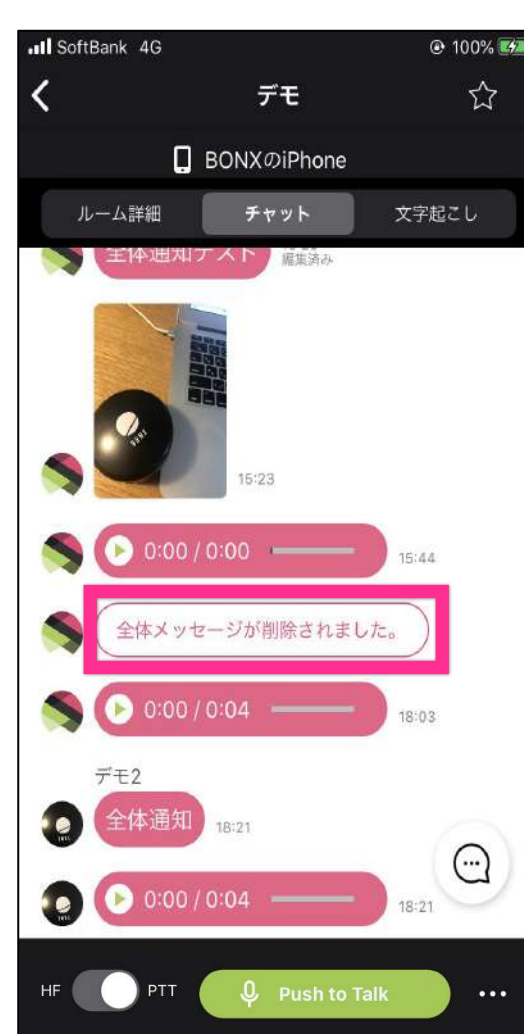 SoftBank 4G 100%
デモ
BONXのiPhone
ルーム詳細 チャット 文字起こし
全体通知テスト
編集済み
15:23
0:00 / 0:00 15:44
全体メッセージが削除されました。
0:00 / 0:04 18:03
デモ2
全体通知 18:21
0:00 / 0:04 18:21
HF PTT Push to Talk